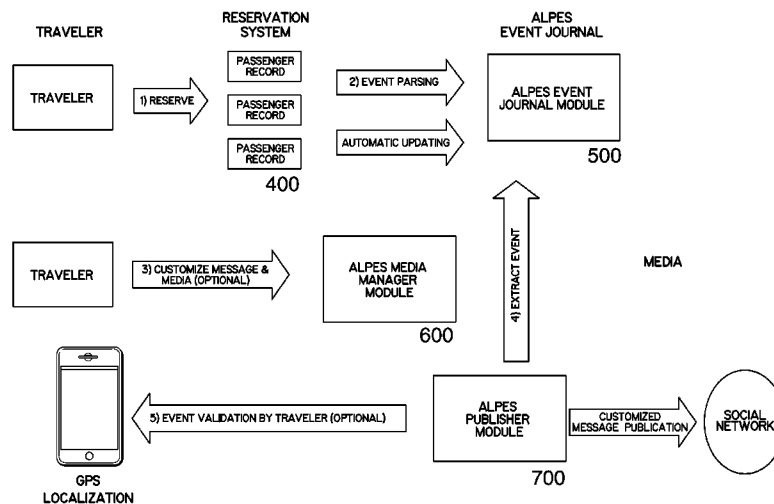 TRAVELER
RESERVATION
SYSTEM
ALPES
EVENT JOURNAL
TRAVELER
1) RESERVE
PASSENGER
RECORD
PASSENGER
RECORD
PASSENGER
RECORD
400
2) EVENT PARSING
AUTOMATIC UPDATING
ALPES EVENT
JOURNAL MODULE
500
TRAVELER
3) CUSTOMIZE MESSAGE &
MEDIA (OPTIONAL)
ALPES MEDIA
MANAGER
MODULE
600
4) EXTRACT EVENT
MEDIA
5) EVENT VALIDATION BY TRAVELER (OPTIONAL)
ALPES
PUBLISHER
MODULE
700
CUSTOMIZED
MESSAGE PUBLICATION
SOCIAL
NETWORK
GPS
LOCALIZATION